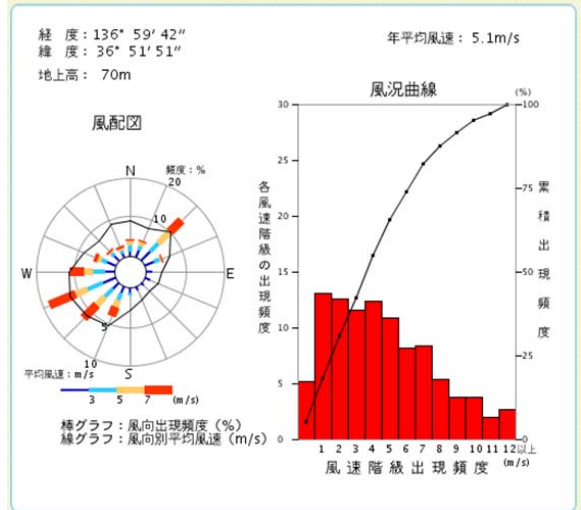 経 度：136° 59′ 42″
緯 度： 36° 51′ 51″
地上高： 70m
年平均風速： 5.1m/s
風配図
N
頻度：%
20
10
W
E
5
10
S
平均風速：m/s
3 5 7 (m/s)
棒グラフ：風向出現頻度（%）
線グラフ：風向別平均風速（m/s）
風況曲線
(%)
30
100
25
20
75
15
50
10
25
5
0
0
各風速階級の出現頻度
累積出現頻度
1 2 3 4 5 6 7 8 9 10 11 12以上
(m/s)
風速階級出現頻度